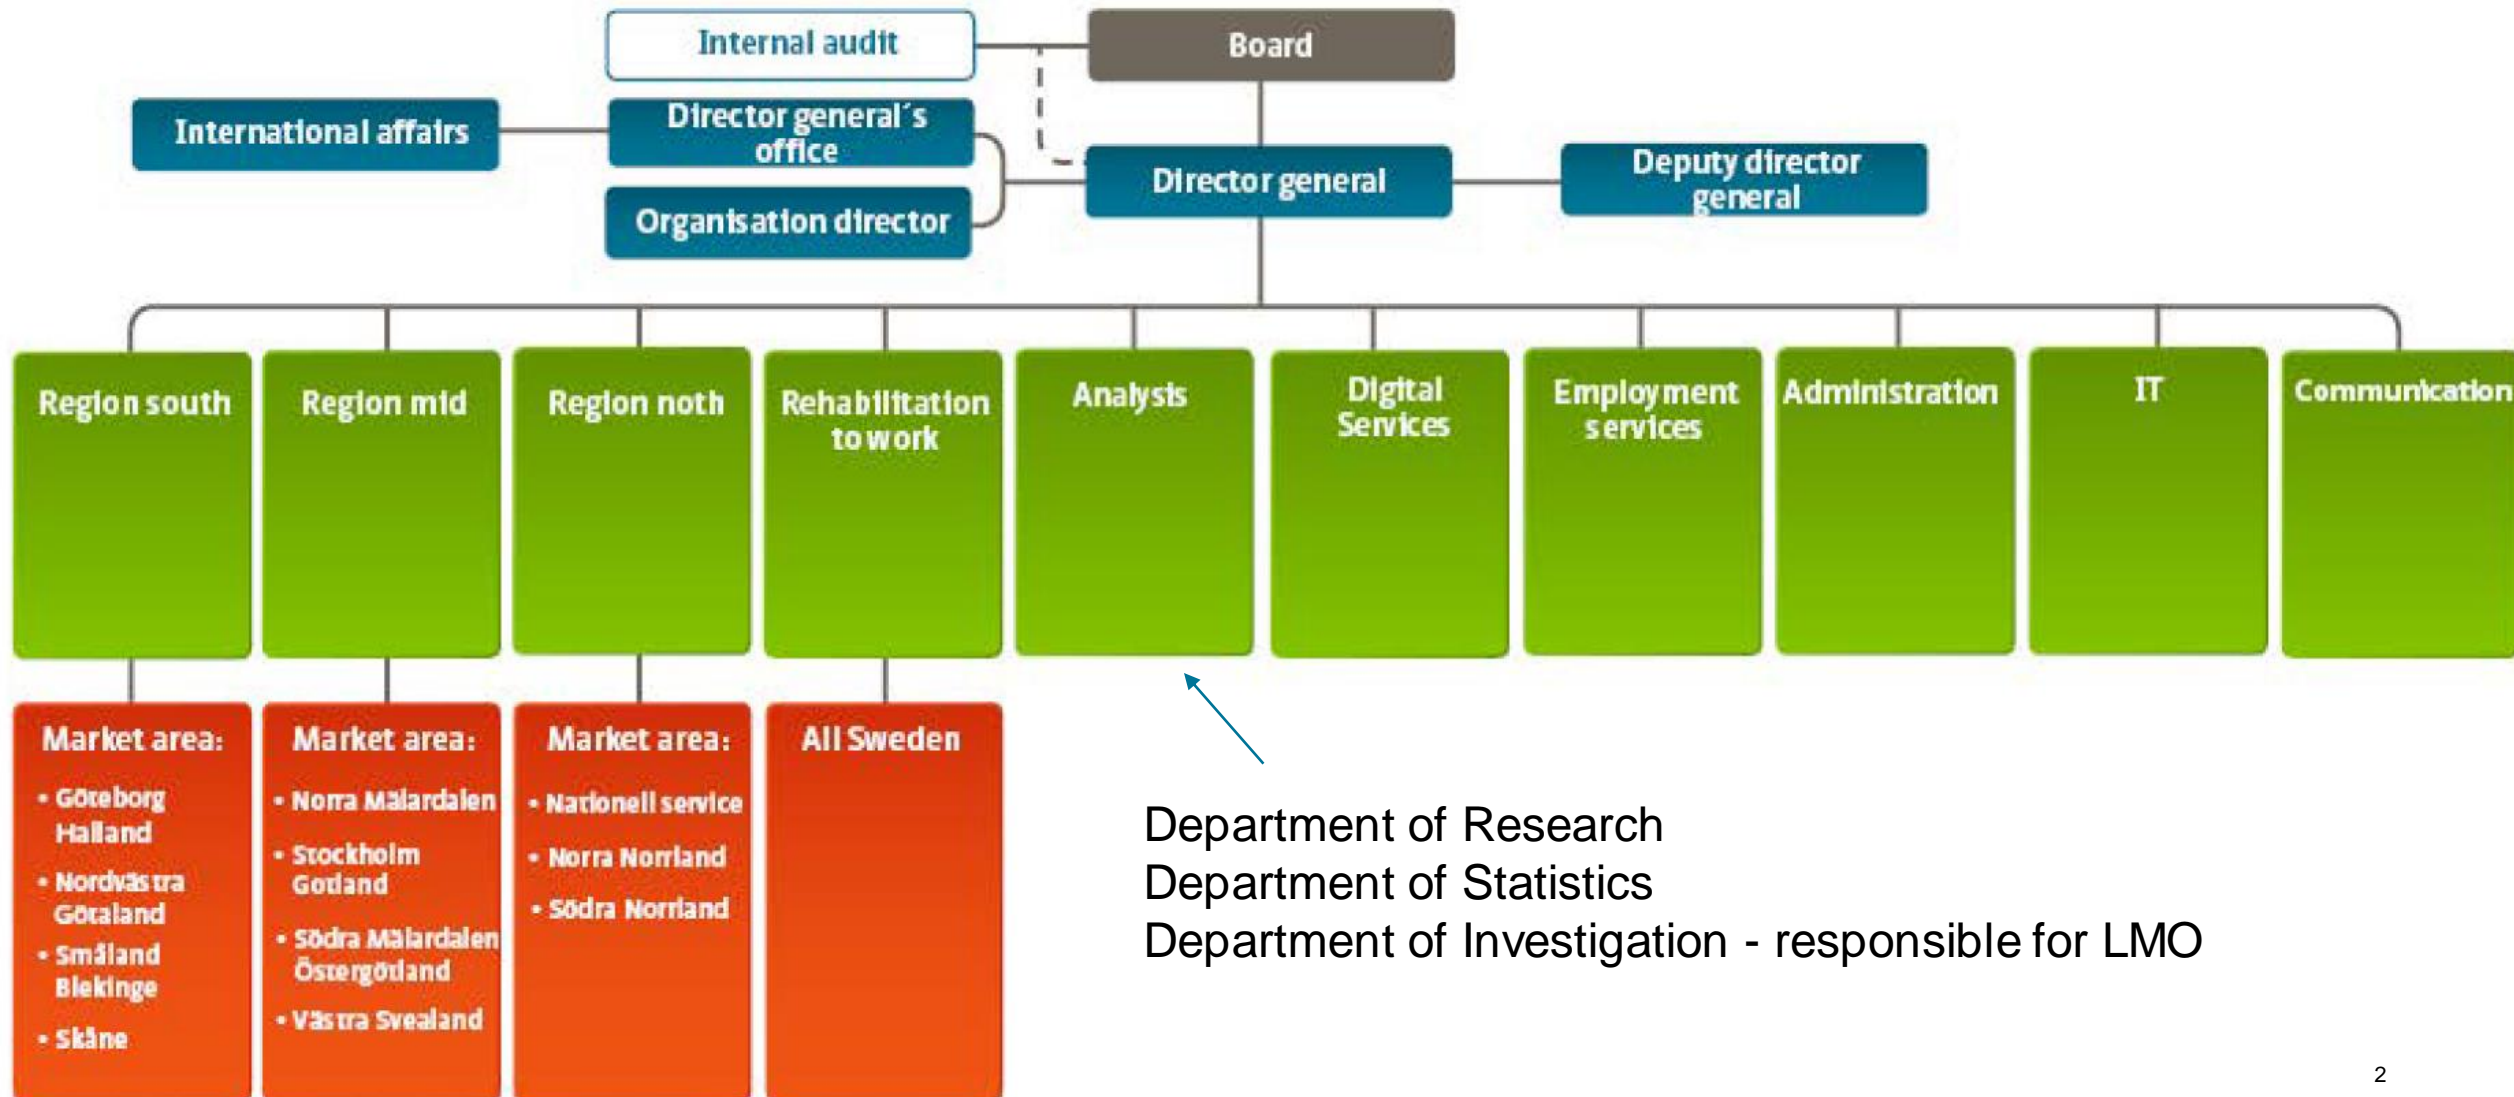 Internal audit
Board
International affairs
Director general´s
office
Director general
Deputy director
general
Organisation director
Region south
Region mid
Region noth
Rehabilitation
to work
Analysis
Digital
Services
Employment
services
Administration
IT
Communication
Market area:
• Göteborg
Halland
• Nordvästra
Götaland
• Småland
Blekinge
• Skåne
Market area:
• Norra Mälardalen
• Stockholm
Gotland
• Södra Mälardalen
Östergötland
• Västra Svealand
Market area:
• Nationell service
• Norra Norrland
• Södra Norrland
All Sweden
Department of Research
Department of Statistics
Department of Investigation - responsible for LMO
2